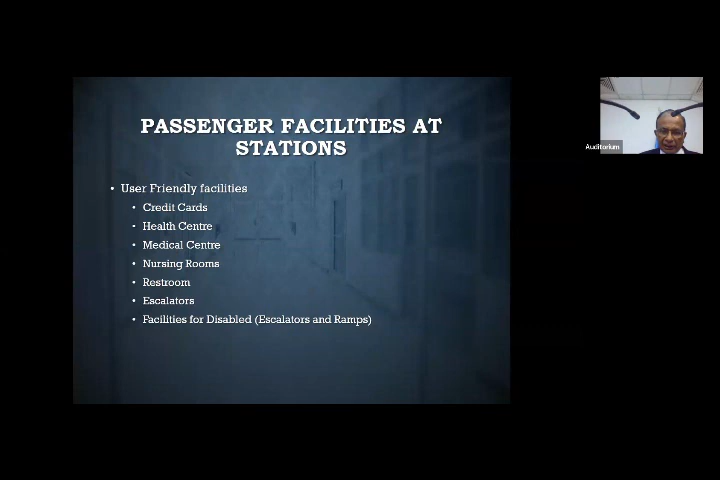 PASSENGER FACILITIES AT
STATIONS
• User Friendly facilities
• Credit Cards
• Health Centre
• Medical Centre
• Nursing Rooms
• Restroom
• Escalators
• Facilities for Disabled (Escalators and Ramps)
Auditorium